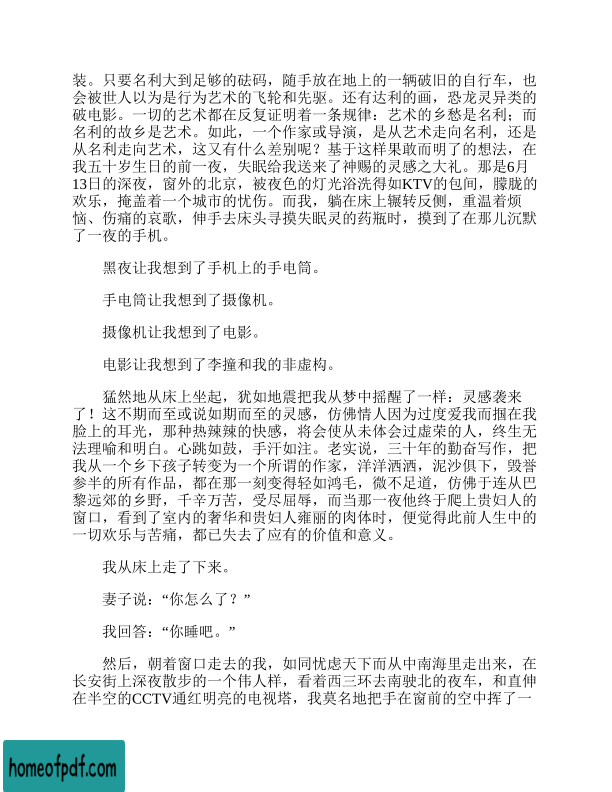 装。只要名利大到足够的砝码，随手放在地上的一辆破旧的自行车，也
会被世人以为是行为艺术的飞轮和先驱。还有达利的画，恐龙灵异类的
破电影。一切的艺术都在反复证明着一条规律：艺术的乡愁是名利；而
名利的故乡是艺术。如此，一个作家或导演，是从艺术走向名利，还是
从名利走向艺术，这又有什么差别呢？基于这样果敢而明了的想法，在
我五十岁生日的前一夜，失眠给我送来了神赐的灵感之大礼。那是6月
13日的深夜，窗外的北京，被夜色的灯光浴洗得如KTV的包间，朦胧的
欢乐，掩盖着一个城市的忧伤。而我，躺在床上辗转反侧，重温着烦
恼、伤痛的哀歌，伸手去床头寻摸失眠灵的药瓶时，摸到了在那儿沉默
了一夜的手机。
黑夜让我想到了手机上的手电筒。
手电筒让我想到了摄像机。
摄像机让我想到了电影。
电影让我想到了李撞和我的非虚构。
猛然地从床上坐起，犹如地震把我从梦中摇醒了一样：灵感袭来
了！这不期而至或说如期而至的灵感，仿佛情人因为过度爱我而掴在我
脸上的耳光，那种热辣辣的快感，将会使从未体会过虚荣的人，终生无
法理喻和明白。心跳如鼓，手汗如注。老实说，三十年的勤奋写作，把
我从一个乡下孩子转变为一个所谓的作家，洋洋洒洒，泥沙俱下，毁誉
参半的所有作品，都在那一刻变得轻如鸿毛，微不足道，仿佛于连从巴
黎远郊的乡野，千辛万苦，受尽屈辱，而当那一夜他终于爬上贵妇人的
窗口，看到了室内的奢华和贵妇人雍丽的肉体时，便觉得此前人生中的
一切欢乐与苦痛，都已失去了应有的价值和意义。
我从床上走了下来。
妻子说：“你怎么了？”
我回答：“你睡吧。”
然后，朝着窗口走去的我，如同忧虑天下而从中南海里走出来，在
长安街上深夜散步的一个伟人样，看着西三环去南驶北的夜车，和直伸
在半空的CCTV通红明亮的电视塔，我莫名地把手在窗前的空中挥了一
homeofpdf.com